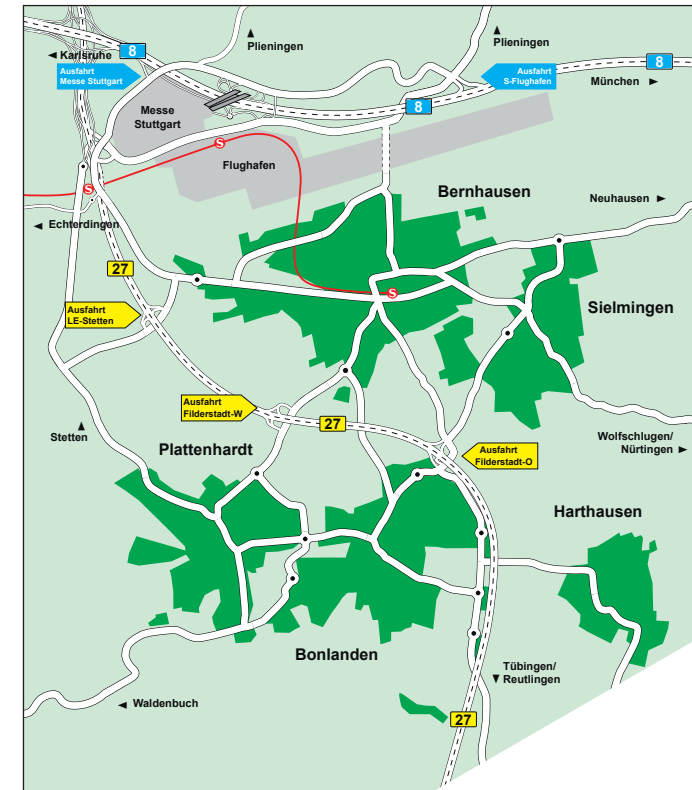 Plieningen
Plieningen
Karlsruhe
8
Ausfahrt
Messe Stuttgart
Ausfahrt
S-Flughafen
8
München
8
Messe
Stuttgart
S
Flughafen
S
Bernhausen
Neuhausen
Echterdingen
27
S
Ausfahrt
LE-Stetten
Sielmingen
Ausfahrt
Filderstadt-W
27
Stetten
Plattenhardt
Ausfahrt
Filderstadt-O
Wolfschlugen/
Nürtingen
Harthausen
Bonlanden
Tübingen/
Reutlingen
Waldenbuch
27